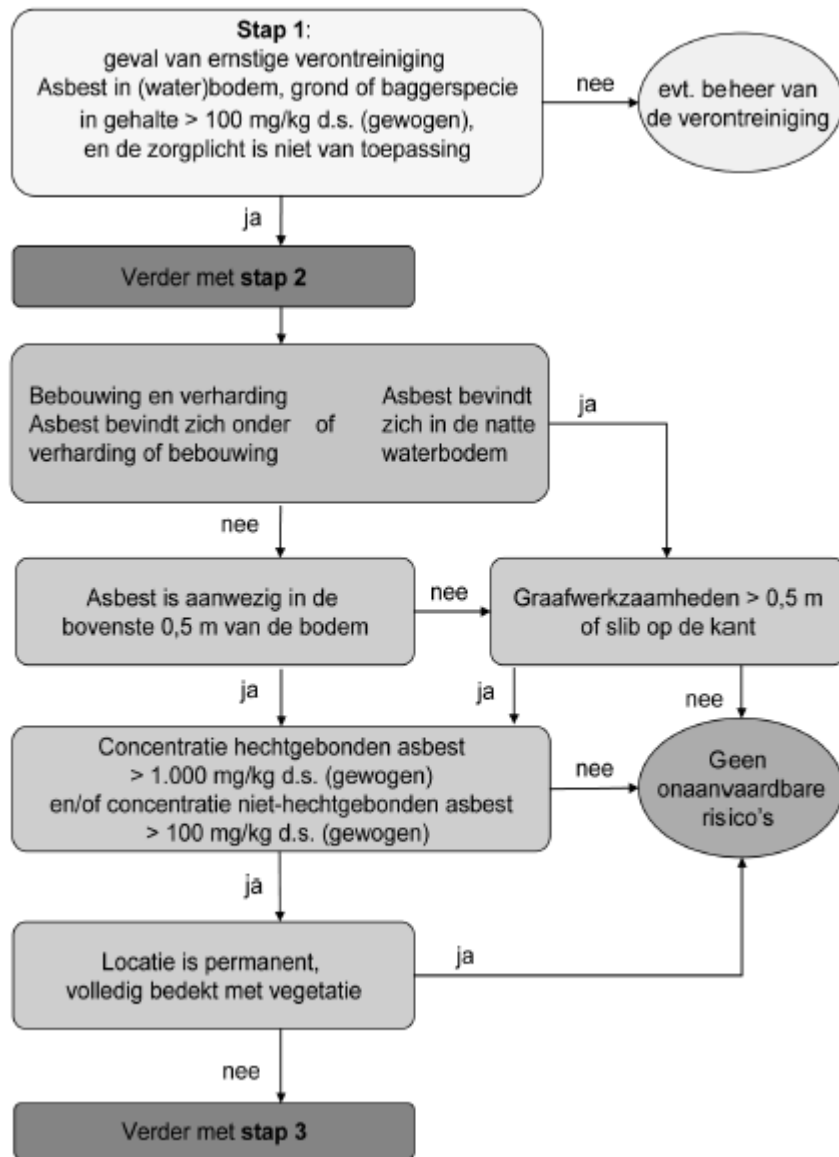 Stap 1:
geval van ernstige verontreiniging
Asbest in (water)bodem, grond of baggerspecie
in gehalte > 100 mg/kg d.s. (gewogen),
en de zorgplicht is niet van toepassing
nee
evt. beheer van
de verontreiniging
ja
Verder met stap 2
Bebouwing en verharding
Asbest bevindt zich onder
verharding of bebouwing
of
Asbest bevindt
zich in de natte
waterbodem
ja
nee
Asbest is aanwezig in de
bovenste 0,5 m van de bodem
nee
Graafwerkzaamheden > 0,5 m
of slib op de kant
ja
ja
nee
Concentratie hechtgebonden asbest
> 1.000 mg/kg d.s. (gewogen)
en/of concentratie niet-hechtgebonden asbest
> 100 mg/kg d.s. (gewogen)
nee
Geen
onaanvaardbare
risico's
ja
Locatie is permanent,
volledig bedekt met vegetatie
ja
nee
Verder met stap 3